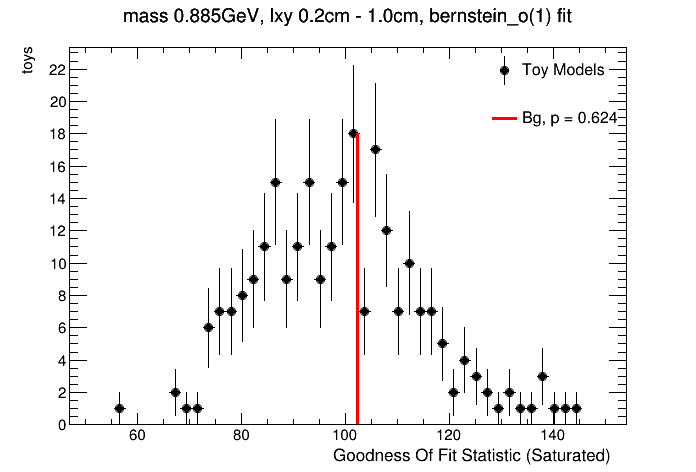 mass 0.885GeV, lxy 0.2cm - 1.0cm, bernstein_o(1) fit
toys
22
20
18
16
14
12
10
8
6
4
2
0
Toy Models
Bg, p = 0.624
60 80 100 120 140
Goodness Of Fit Statistic (Saturated)